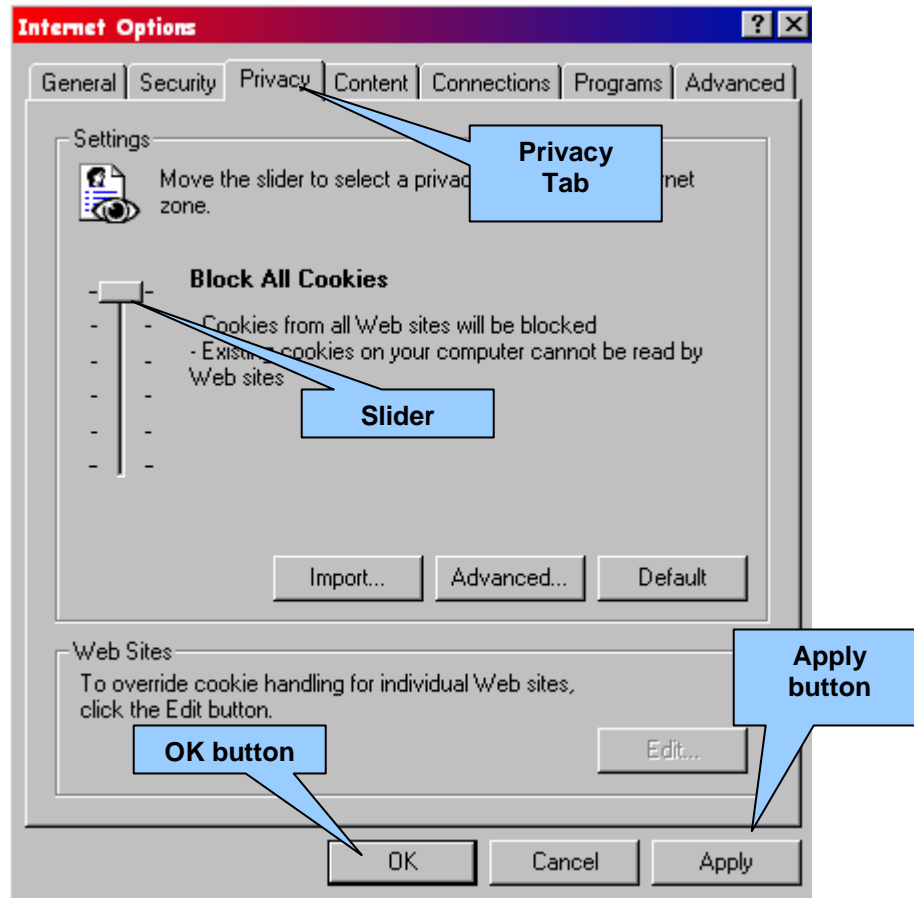 Internet Options
General Security Privacy Content Connections Programs Advanced
Privacy
Tab
Settings
Move the slider to select a rnet
zone.
Block All Cookies
- Cookies from all Web sites will be blocked
- Existing cookies on your computer cannot be read by
Web sites
Slider
Import... Advanced... Default
Web Sites
To override cookie handling for individual Web sites,
click the Edit button.
Apply
button
OK button
Edit...
OK Cancel Apply